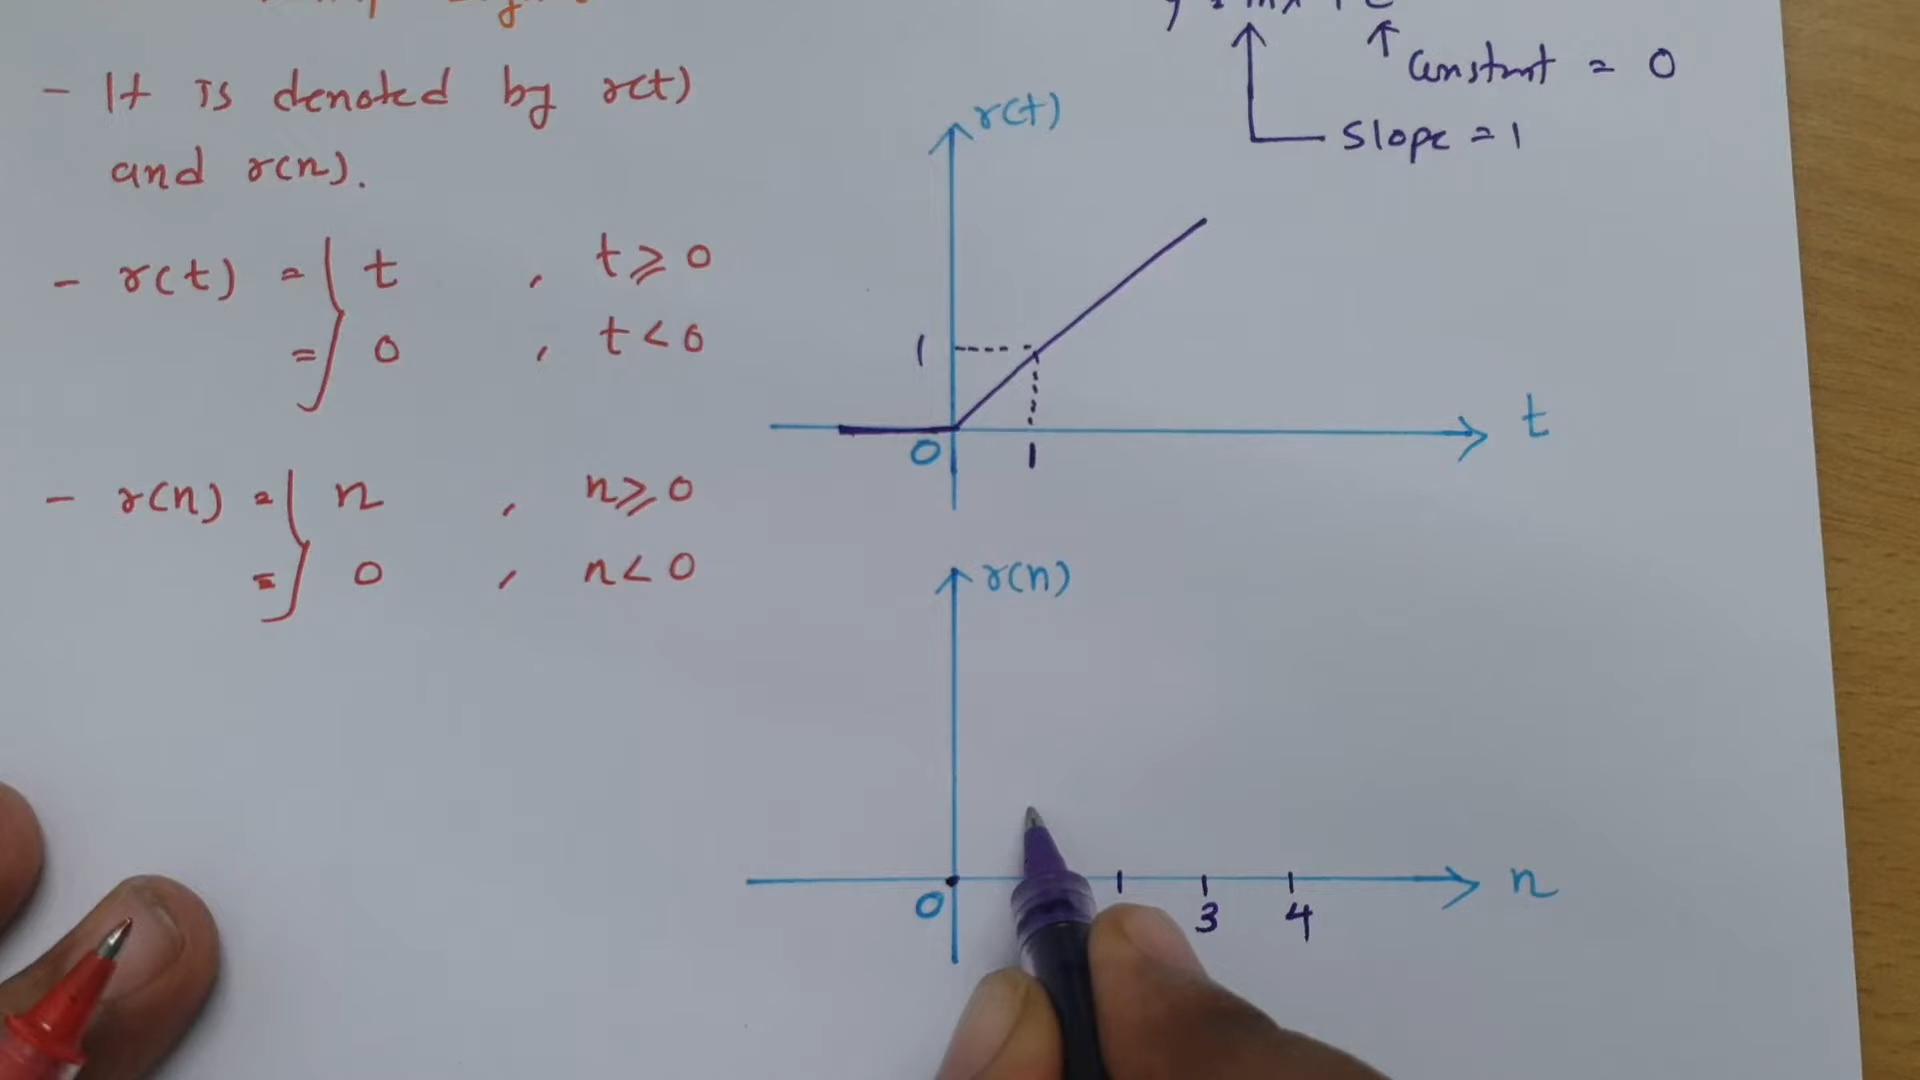 - It is denoted by r(t)
and r(n).
- r(t) = { t , t ≥ 0
= 0 , t < 0
- r(n) = { n , n ≥ 0
= 0 , n < 0
y = mx + c
↑ Constant = 0
Slope = 1
r(t)
1
0
1
t
r(n)
0
3
4
n